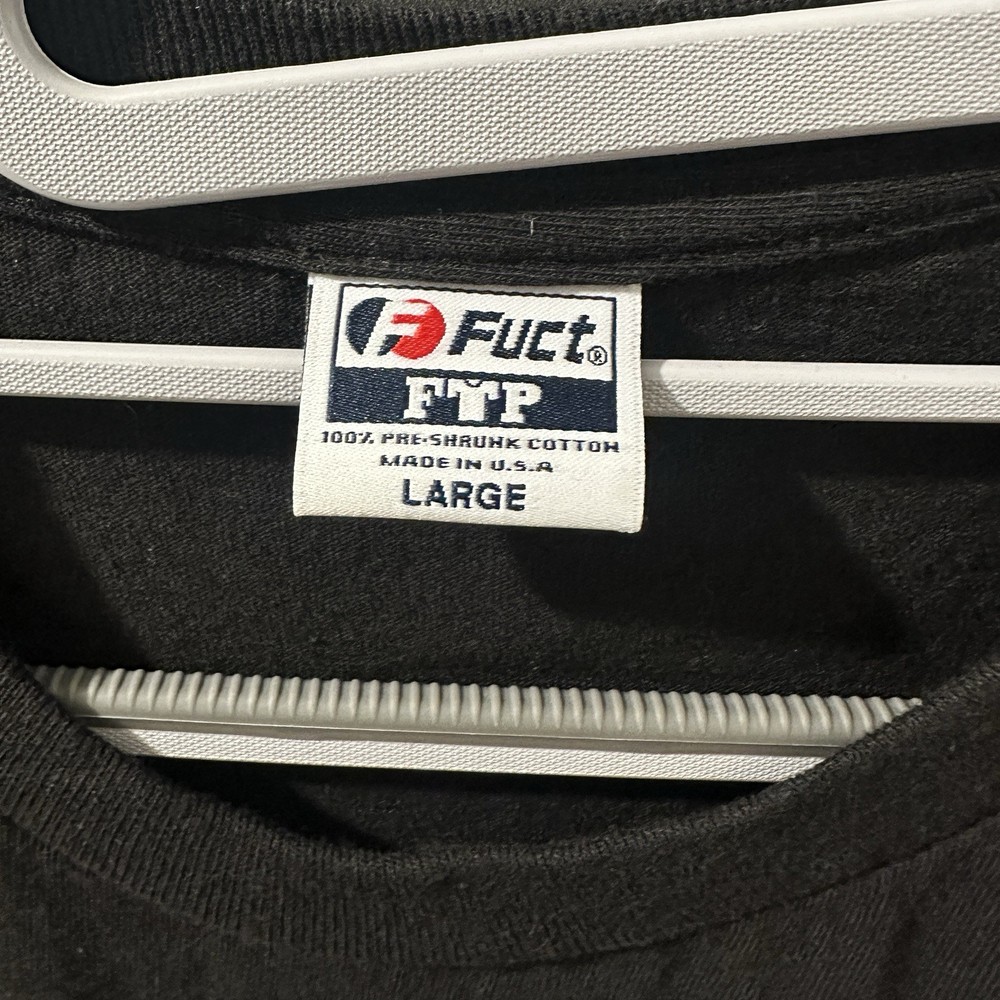 F Fuct®
FTP
100% PRE-SHRUNK COTTON
MADE IN U.S.A
LARGE